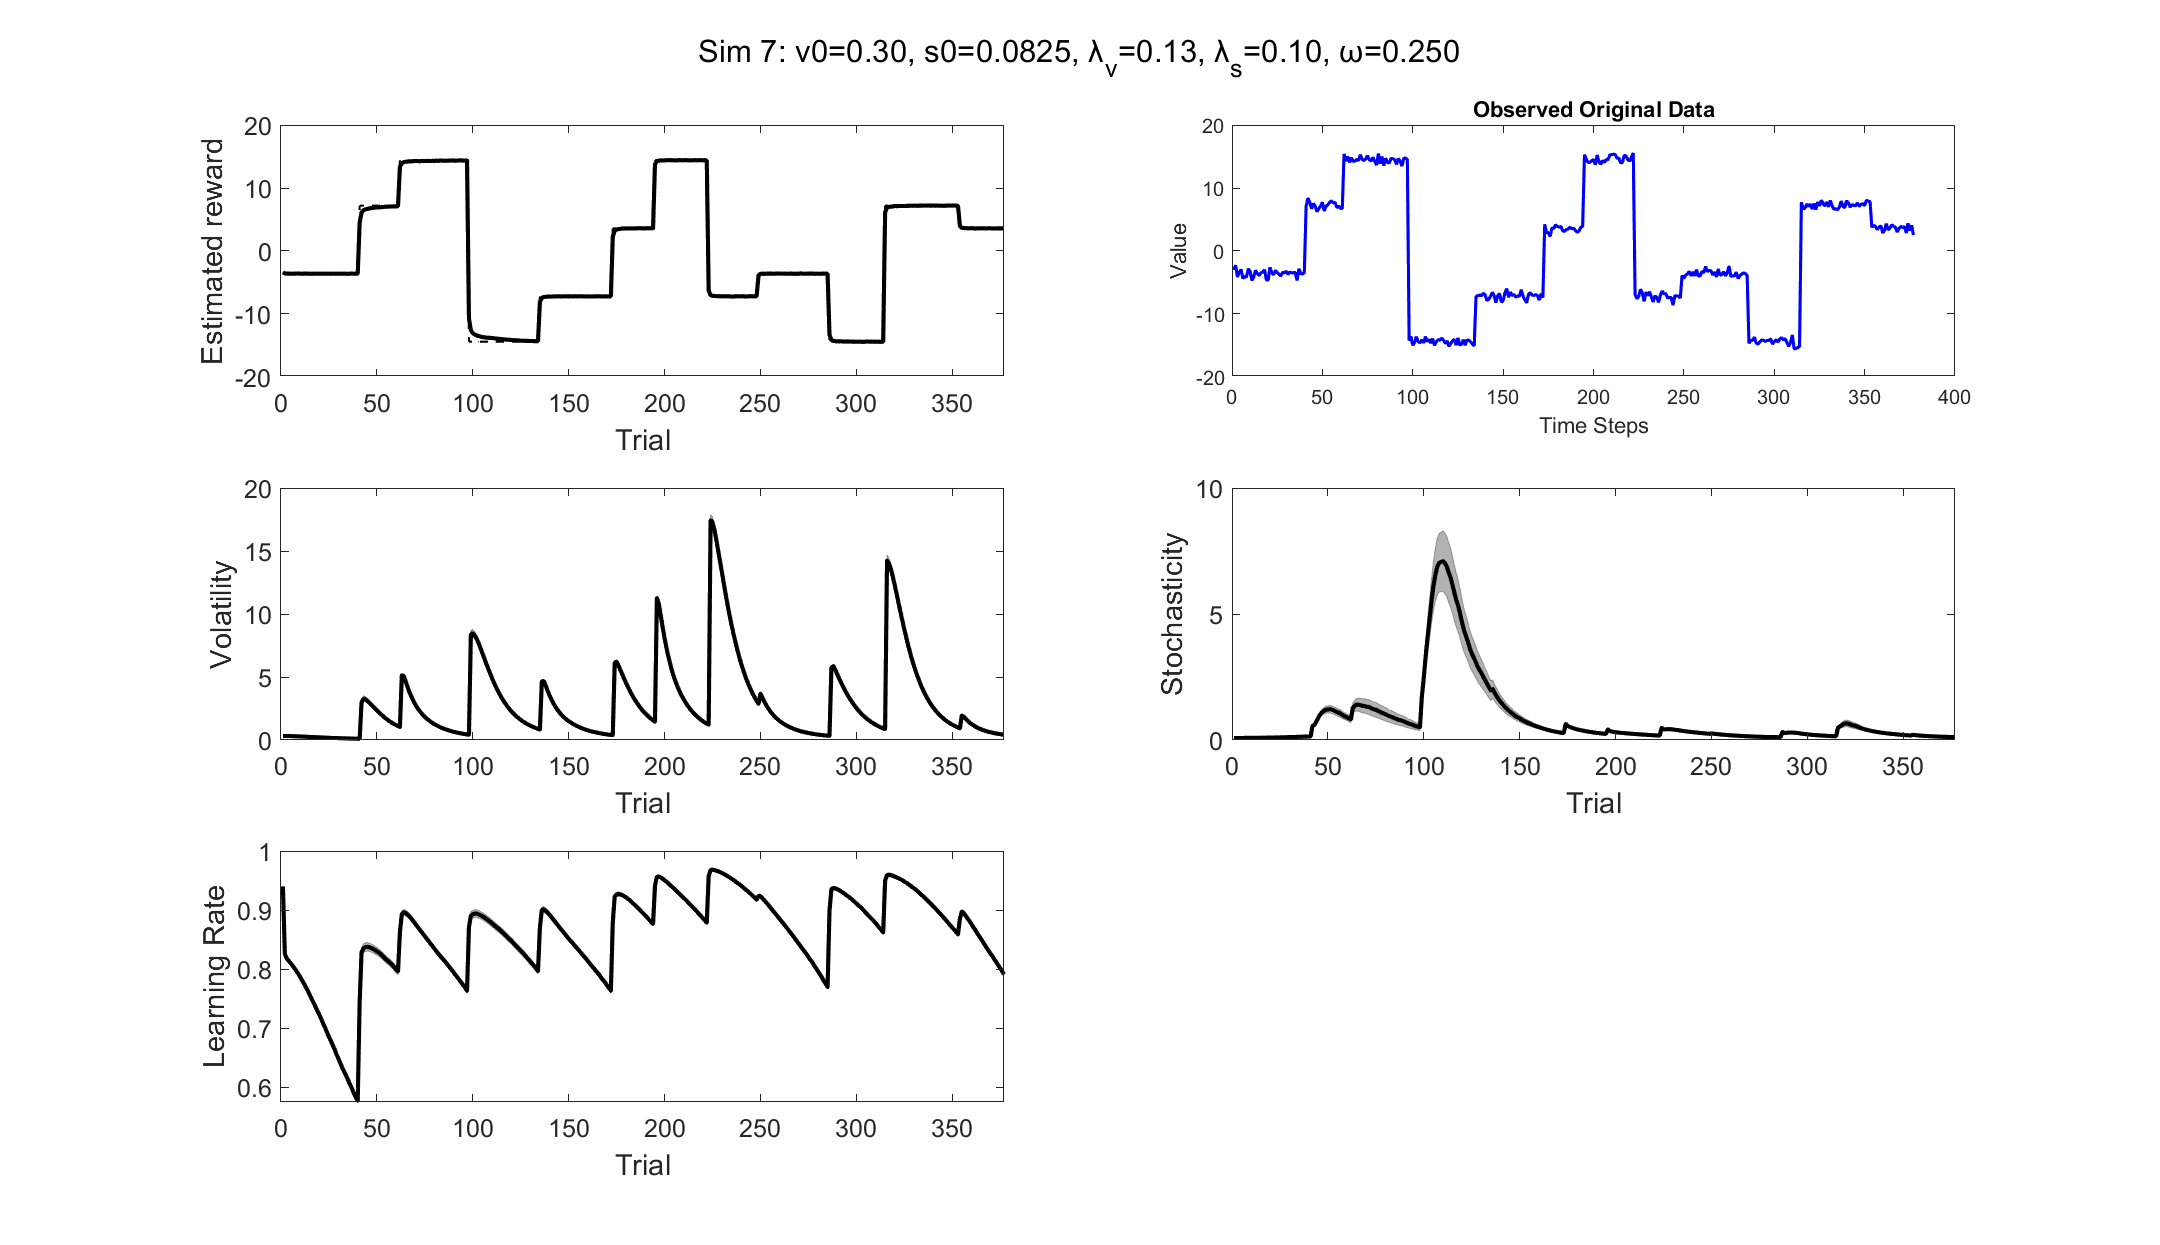 Sim 7: v0=0.30, s0=0.0825, λv=0.13, λs=0.10, ω=0.250
20
10
0
-10
-20
Estimated reward
0 50 100 150 200 250 300 350
Trial
Observed Original Data
20
10
0
-10
-20
Value
0 50 100 150 200 250 300 350 400
Time Steps
20
15
10
5
0
Volatility
0 50 100 150 200 250 300 350
Trial
10
5
0
Stochasticity
0 50 100 150 200 250 300 350
Trial
1
0.9
0.8
0.7
0.6
Learning Rate
0 50 100 150 200 250 300 350
Trial